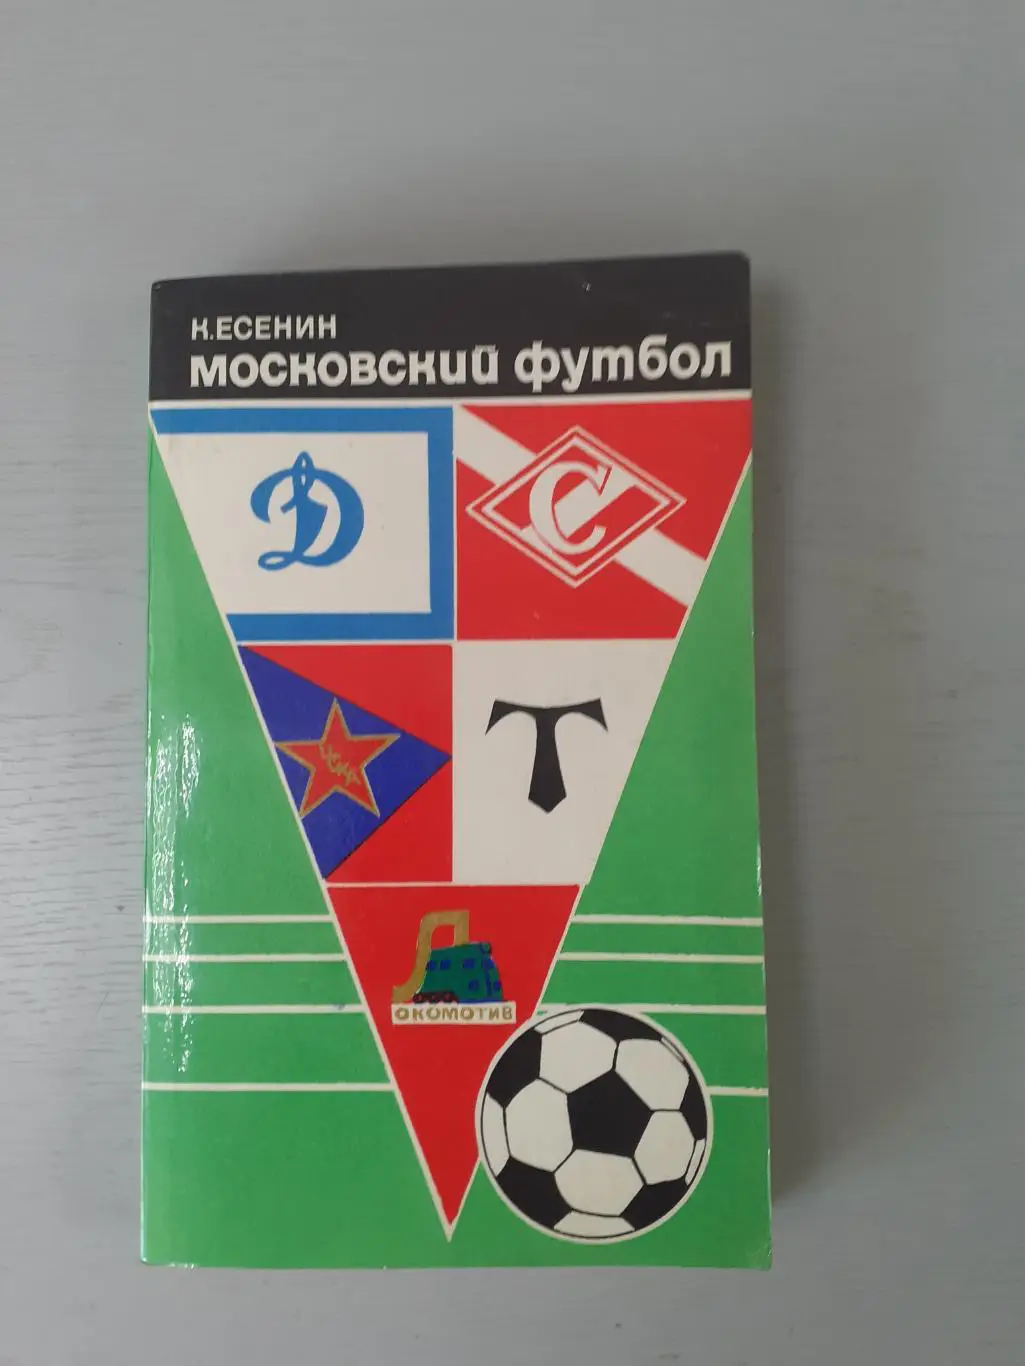 К.ЕСЕНИН
МОСКОВСКИЙ ФУТБОЛ
Д
С
ЦСКА
Т
Л
ОКОМОТИВ